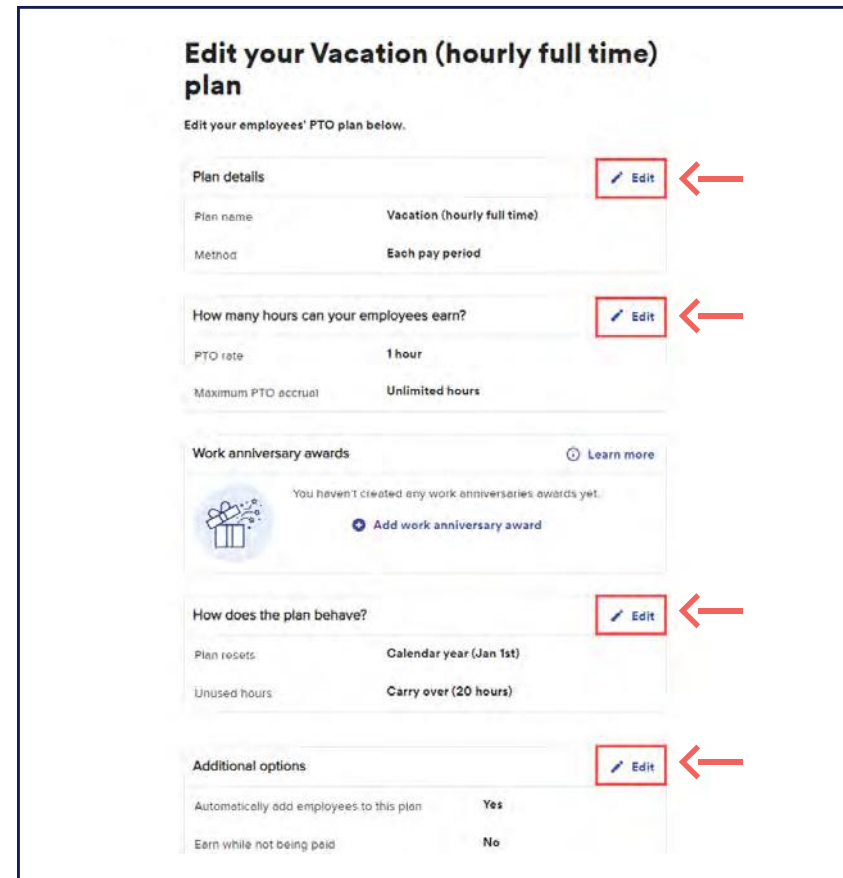 Edit your Vacation (hourly full time)
plan
Edit your employees' PTO plan below.
Plan details
Edit
Plan name Vacation (hourly full time)
Method Each pay period
How many hours can your employees earn?
Edit
PTO rate 1 hour
Maximum PTO accrual Unlimited hours
Work anniversary awards
Learn more
You haven't created any work anniversaries awards yet.
Add work anniversary award
How does the plan behave?
Edit
Plan resets Calendar year (Jan 1st)
Unused hours Carry over (20 hours)
Additional options
Edit
Automatically add employees to this plan Yes
Earn while not being paid No